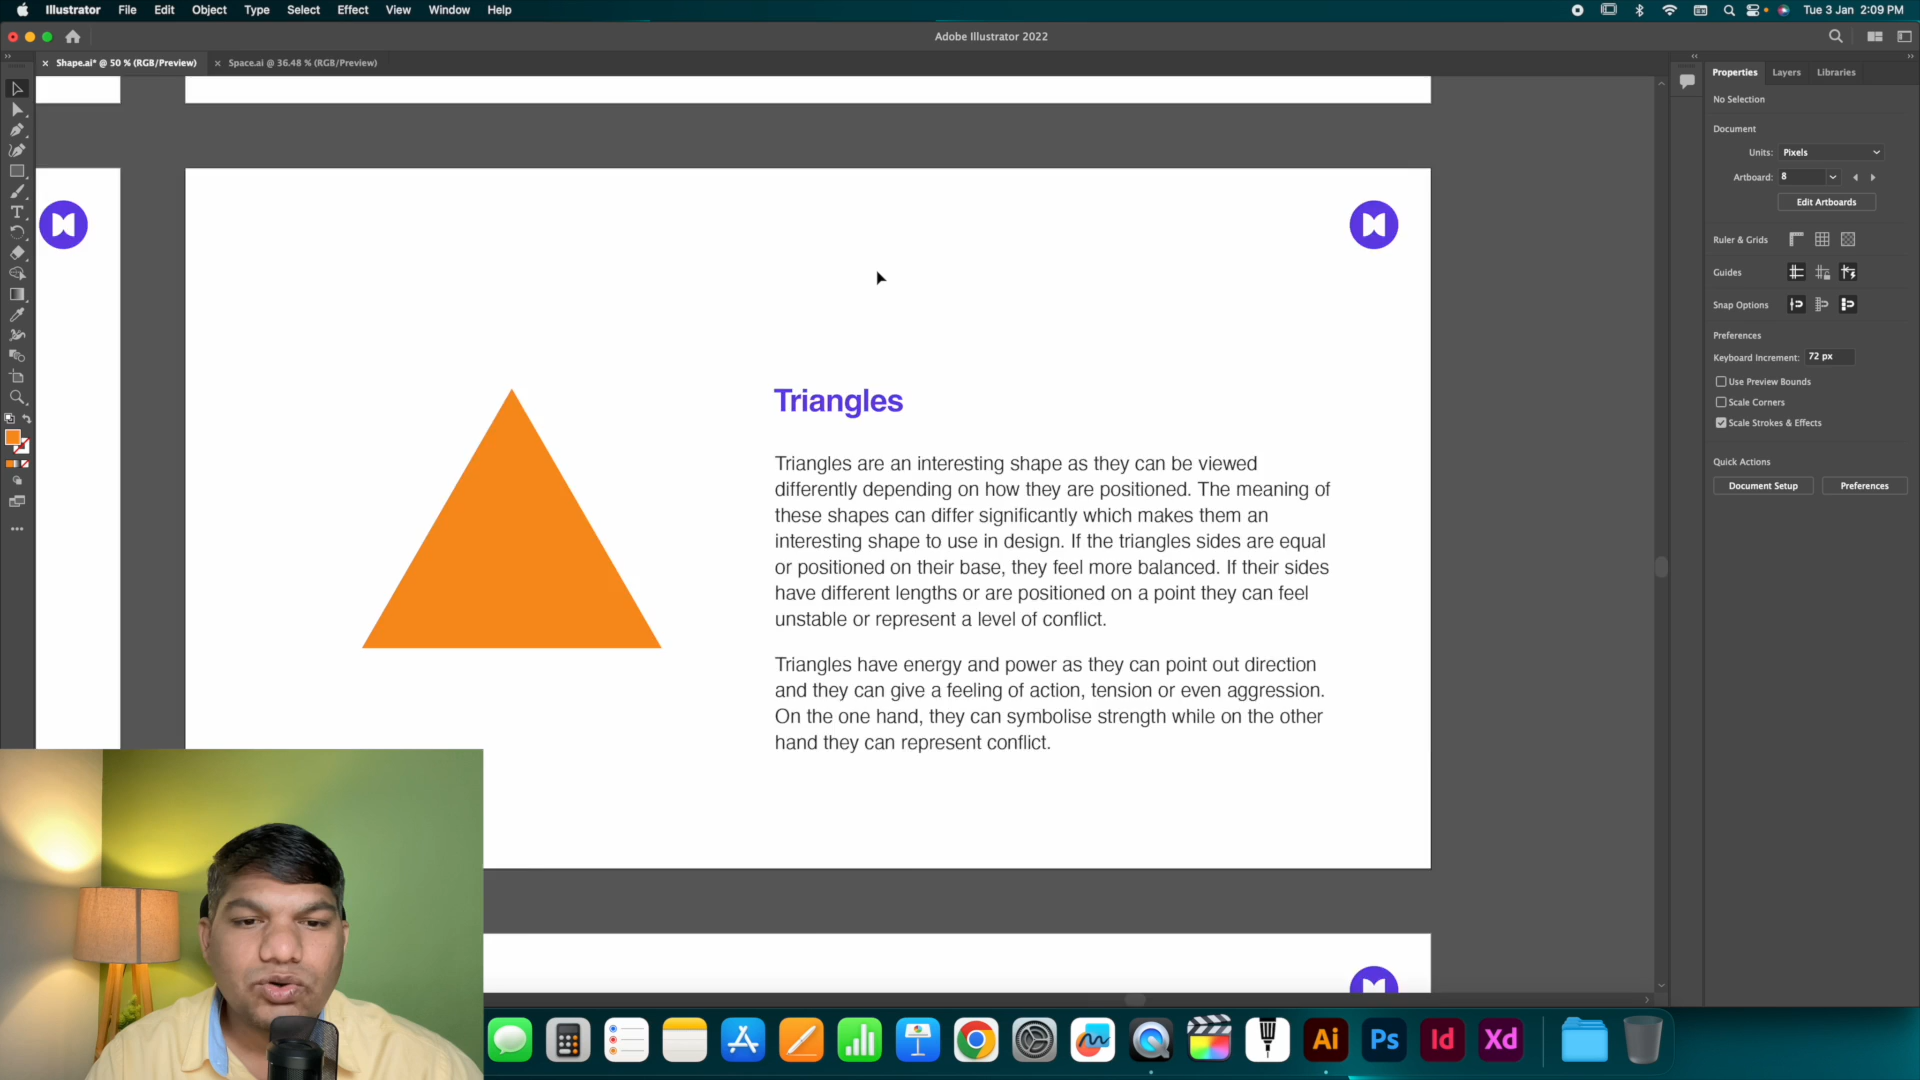 Illustrator File Edit Object Type Select Effect View Window Help
Tue 3 Jan 2:09 PM
Adobe Illustrator 2022
× Shape.ai* @ 50 % (RGB/Preview)
× Space.ai @ 36.48 % (RGB/Preview)
Properties Layers Libraries
No Selection
Document
Units: Pixels
Artboard: 8
Edit Artboards
Ruler & Grids
Guides
Snap Options
Preferences
Keyboard Increment: 72 px
Use Preview Bounds
Scale Corners
Scale Strokes & Effects
Quick Actions
Document Setup Preferences
Triangles
Triangles are an interesting shape as they can be viewed
differently depending on how they are positioned. The meaning of
these shapes can differ significantly which makes them an
interesting shape to use in design. If the triangles sides are equal
or positioned on their base, they feel more balanced. If their sides
have different lengths or are positioned on a point they can feel
unstable or represent a level of conflict.
Triangles have energy and power as they can point out direction
and they can give a feeling of action, tension or even aggression.
On the one hand, they can symbolise strength while on the other
hand they can represent conflict.
Ai Ps Id Xd